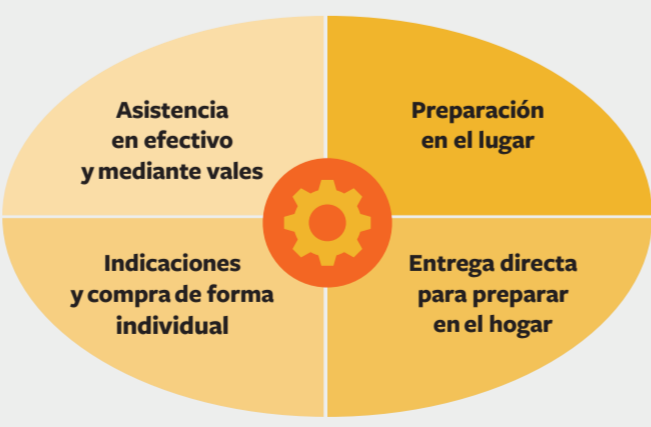 Asistencia
en efectivo
y mediante vales
Preparación
en el lugar
Indicaciones
y compra de forma
individual
Entrega directa
para preparar
en el hogar